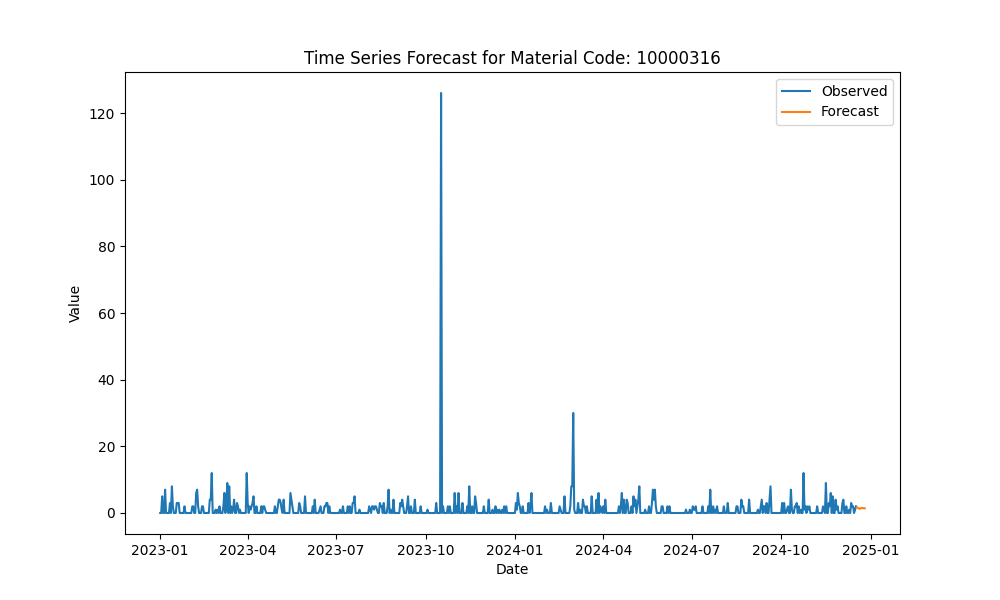 Time Series Forecast for Material Code: 10000316
Observed
Forecast
120
100
80
60
40
20
0
Value
2023-01 2023-04 2023-07 2023-10 2024-01 2024-04 2024-07 2024-10 2025-01
Date